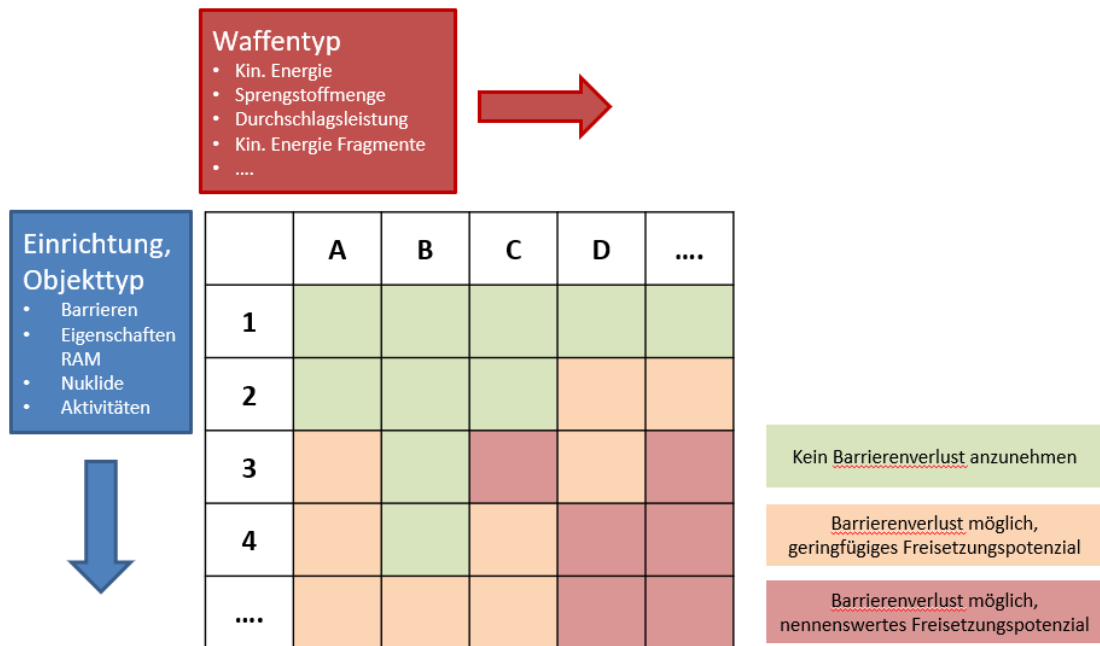 Waffentyp
• Kin. Energie
• Sprengstoffmenge
• Durchschlagsleistung
• Kin. Energie Fragmente
• ....
Einrichtung,
Objekttyp
• Barrieren
• Eigenschaften
RAM
• Nuklide
• Aktivitäten
A B C D ....
1
2
3
4
....
Kein Barrierenverlust anzunehmen
Barrierenverlust möglich,
geringfügiges Freisetzungspotenzial
Barrierenverlust möglich,
nennenswertes Freisetzungspotenzial